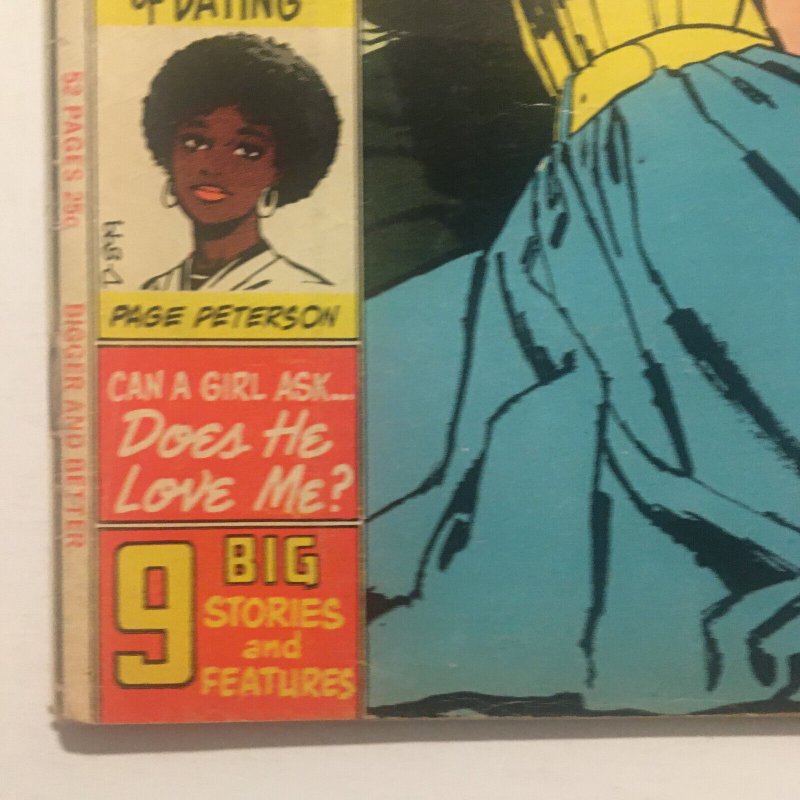 of DATING
PAGE PETERSON
CAN A GIRL ASK...
Does He
Love Me?
9 BIG
STORIES
and
FEATURES
52 PAGES 25¢ BIGGER AND BETTER